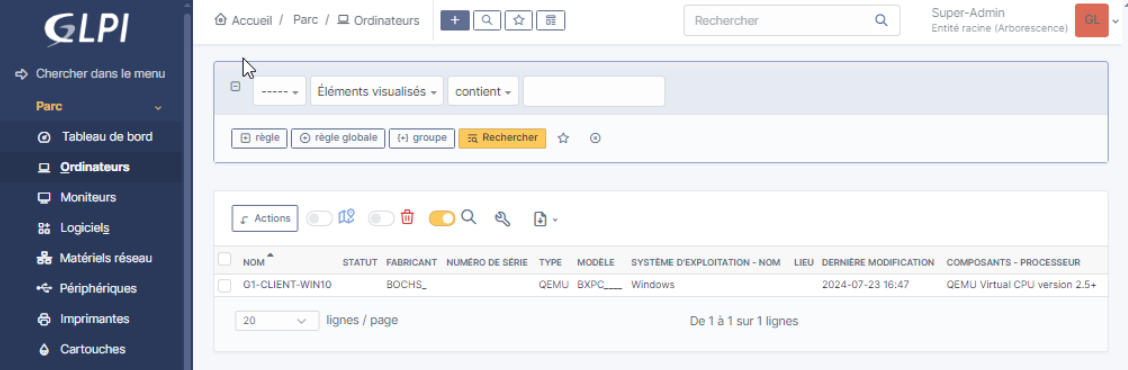 GLPI
Accueil / Parc / Ordinateurs
Rechercher
Super-Admin
Entité racine (Arborescence)
GL
Chercher dans le menu
Parc
Tableau de bord
Ordinateurs
Moniteurs
Logiciels
Matériels réseau
Périphériques
Imprimantes
Cartouches
----- Éléments visualisés contient
règle règle globale (+) groupe Rechercher
Actions
NOM STATUT FABRICANT NUMÉRO DE SÉRIE TYPE MODÈLE SYSTÈME D'EXPLOITATION - NOM LIEU DERNIÈRE MODIFICATION COMPOSANTS - PROCESSEUR
G1-CLIENT-WIN10 BOCHS_ QEMU BXPC____ Windows 2024-07-23 16:47 QEMU Virtual CPU version 2.5+
20 lignes / page De 1 à 1 sur 1 lignes